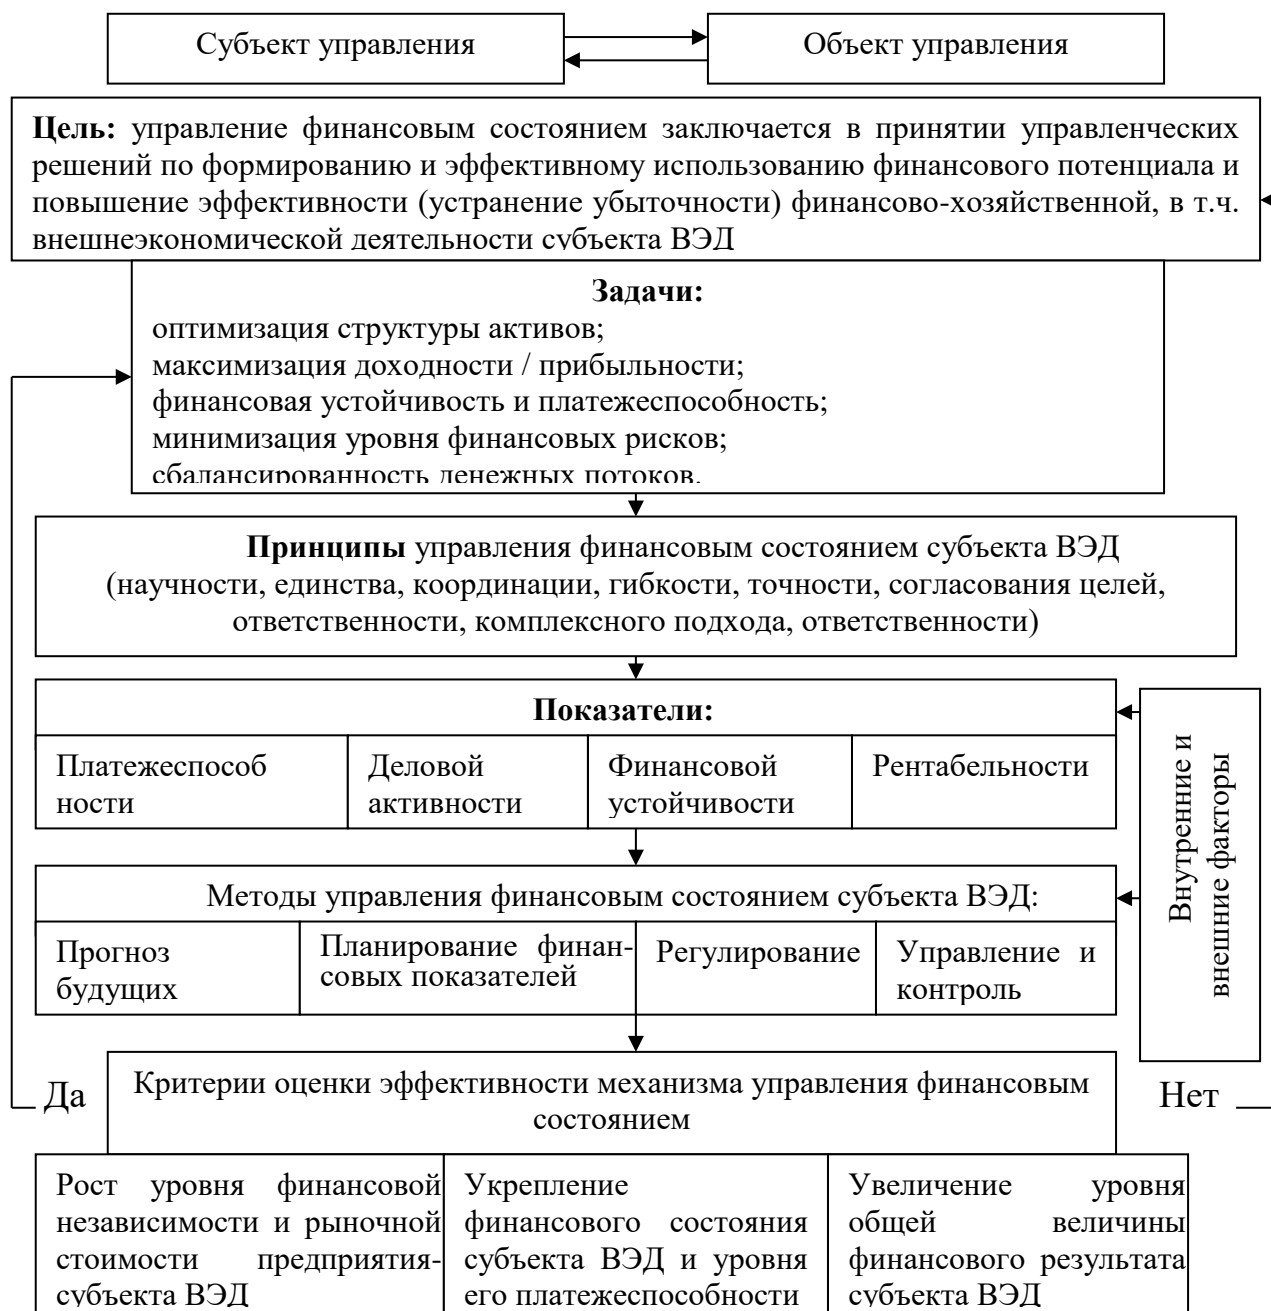 Субъект управления
Объект управления
Цель: управление финансовым состоянием заключается в принятии управленческих
решений по формированию и эффективному использованию финансового потенциала и
повышение эффективности (устранение убыточности) финансово-хозяйственной, в т.ч.
внешнеэкономической деятельности субъекта ВЭД
Задачи:
оптимизация структуры активов;
максимизация доходности / прибыльности;
финансовая устойчивость и платежеспособность;
минимизация уровня финансовых рисков;
сбалансированность денежных потоков.
Принципы управления финансовым состоянием субъекта ВЭД
(научности, единства, координации, гибкости, точности, согласования целей,
ответственности, комплексного подхода, ответственности)
Показатели:
Платежеспособ
ности
Деловой
активности
Финансовой
устойчивости
Рентабельности
Внутренние и
внешние факторы
Методы управления финансовым состоянием субъекта ВЭД:
Прогноз
будущих
Планирование финан-
совых показателей
Регулирование
Управление и
контроль
Да
Критерии оценки эффективности механизма управления финансовым
состоянием
Нет
Рост уровня финансовой
независимости и рыночной
стоимости предприятия-
субъекта ВЭД
Укрепление
финансового состояния
субъекта ВЭД и уровня
его платежеспособности
Увеличение уровня
общей величины
финансового результата
субъекта ВЭД